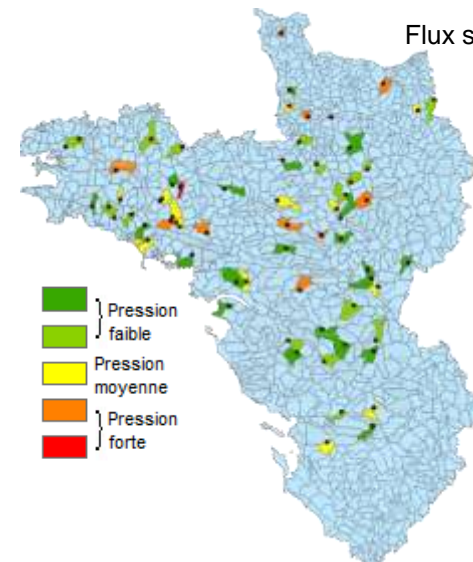 Flux s
Pression
faible
Pression
moyenne
Pression
forte